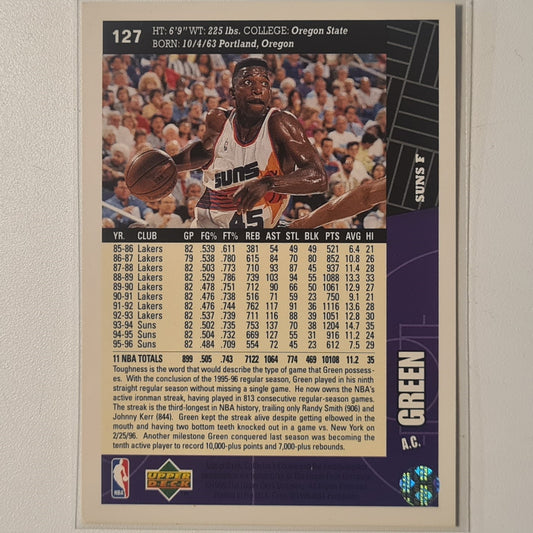 127
HT: 6'9" WT: 225 lbs. COLLEGE: Oregon State
BORN: 10/4/63 Portland, Oregon
SUNS
45
SUNS F
YR. CLUB GP FG% FT% REB AST STL BLK PTS AVG HI
85-86 Lakers 82 .539 .611 381 54 49 49 521 6.4 21
86-87 Lakers 79 .538 .780 615 84 70 80 852 10.8 26
87-88 Lakers 82 .503 .773 710 93 87 45 937 11.4 28
88-89 Lakers 82 .529 .786 739 103 94 55 1088 13.3 33
89-90 Lakers 82 .478 .751 712 90 66 50 1061 12.9 27
90-91 Lakers 82 .476 .738 516 71 59 23 750 9.1 21
91-92 Lakers 82 .476 .744 762 117 91 36 1116 13.6 28
92-93 Lakers 82 .537 .739 711 116 88 39 1051 12.8 30
93-94 Suns 82 .502 .735 753 137 70 38 1204 14.7 35
94-95 Suns 82 .504 .732 669 127 55 31 916 11.2 24
95-96 Suns 82 .484 .709 554 72 45 23 612 7.5 29
11 NBA TOTALS 899 .505 .743 7122 1064 774 469 10108 11.2 35
Toughness is the word that would describe the type of game that Green possess-
es. With the conclusion of the 1995-96 regular season, Green played in his ninth
straight regular season without missing a single game. He now owns the NBA's
active ironman streak, having played in 813 consecutive regular-season games.
The streak is the third-longest in NBA history, trailing only Randy Smith (906) and
Johnny Kerr (844). Green kept the streak alive despite getting elbowed in the
mouth and having two bottom teeth knocked out in a game vs. New York on
2/25/96. Another milestone Green conquered last season was becoming the
tenth active player to record 10,000-plus points and 7,000-plus rebounds.
A.C. GREEN
NBA
UPPER
DECK